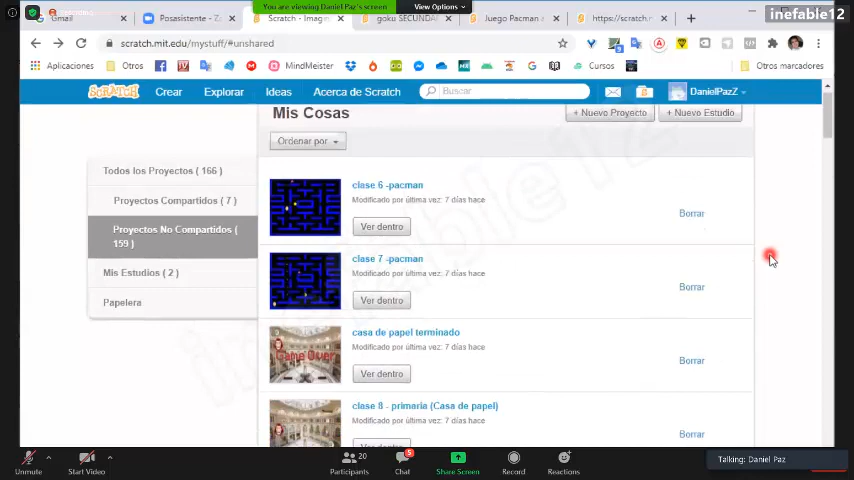 You are viewing Daniel Paz's screen
View Options
inefable12
Gmail
Posasistente - Z
Scratch - Imagin
goku SECUNDA
Juego Pacman
https://scratch.m
scratch.mit.edu/mystuff/#unshared
Aplicaciones
Otros
MindMeister
Cursos
Otros marcadores
SCRATCH
Crear
Explorar
Ideas
Acerca de Scratch
Buscar
DanielPazZ
Mis Cosas
+ Nuevo Proyecto
+ Nuevo Estudio
Ordenar por
Todos los Proyectos ( 166 )
Proyectos Compartidos ( 7 )
Proyectos No Compartidos (
159 )
Mis Estudios ( 2 )
Papelera
clase 6 -pacman
Modificado por última vez: 7 días hace
Ver dentro
Borrar
clase 7 -pacman
Modificado por última vez: 7 días hace
Ver dentro
Borrar
casa de papel terminado
Modificado por última vez: 7 días hace
Game Over
Ver dentro
Borrar
clase 8 - primaria (Casa de papel)
Modificado por última vez: 7 días hace
Ver dentro
Borrar
inefable12
Unmute
Start Video
20
Participants
5
Chat
Share Screen
Record
Reactions
Talking: Daniel Paz